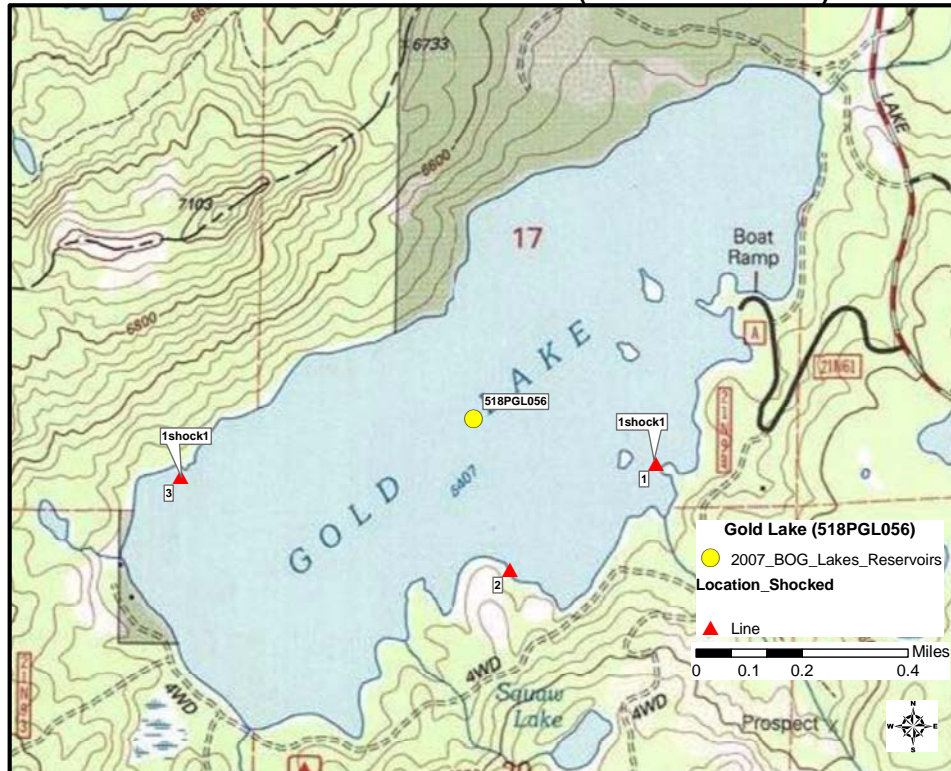 6733
6600
LAKE
7103
17
Boat
Ramp
6800
A
21N61
LAKE
518PGL056
21N93
1shock1
1shock1
3
1
6407
GOLD
2
Gold Lake (518PGL056)
2007_BOG_Lakes_Reservoirs
Location_Shocked
Line
Miles
0 0.1 0.2 0.4
21N93
4WD
4WD
Squaw
Lake
4WD
Prospect
N
W E
S
20